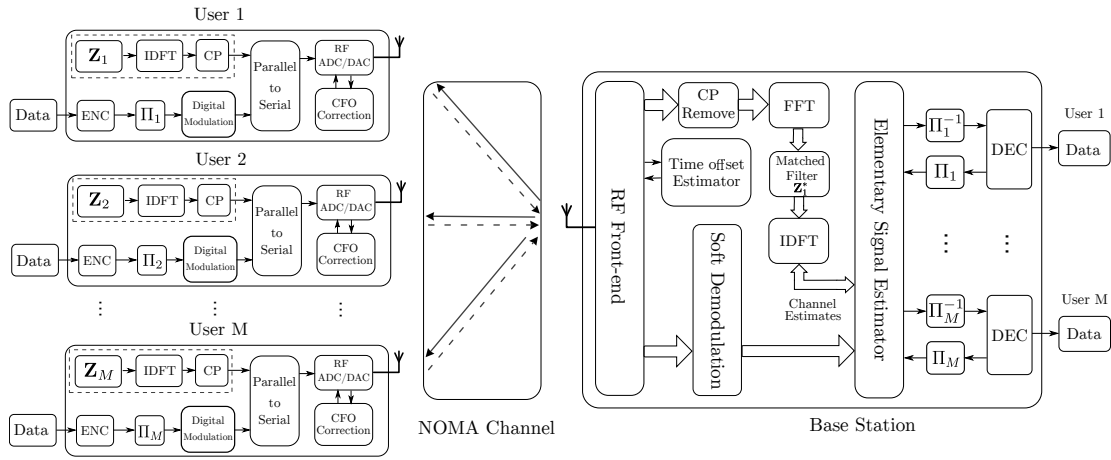 User 1
Z1
IDFT
CP
Parallel
to
Serial
RF
ADC/DAC
CFO
Correction
Data
ENC
Π1
Digital
Modulation
User 2
Z2
IDFT
CP
Parallel
to
Serial
RF
ADC/DAC
CFO
Correction
Data
ENC
Π2
Digital
Modulation
⋮
⋮
⋮
User M
ZM
IDFT
CP
Parallel
to
Serial
RF
ADC/DAC
CFO
Correction
Data
ENC
ΠM
Digital
Modulation
NOMA Channel
RF Front-end
CP
Remove
FFT
Time offset
Estimator
Matched
Filter
Z1*
IDFT
Channel
Estimates
Soft Demodulation
Elementary Signal Estimator
Π1−1
Π1
DEC
User 1
Data
⋮
⋮
ΠM−1
ΠM
DEC
User M
Data
Base Station